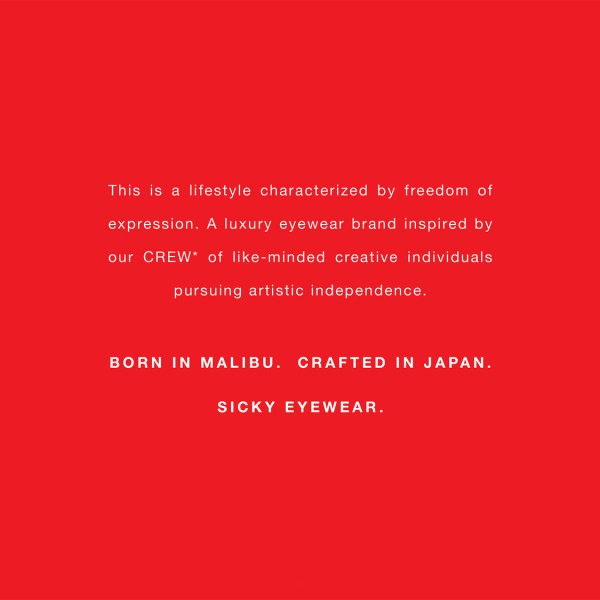 This is a lifestyle characterized by freedom of
expression. A luxury eyewear brand inspired by
our CREW* of like-minded creative individuals
pursuing artistic independence.
BORN IN MALIBU. CRAFTED IN JAPAN.
SICKY EYEWEAR.